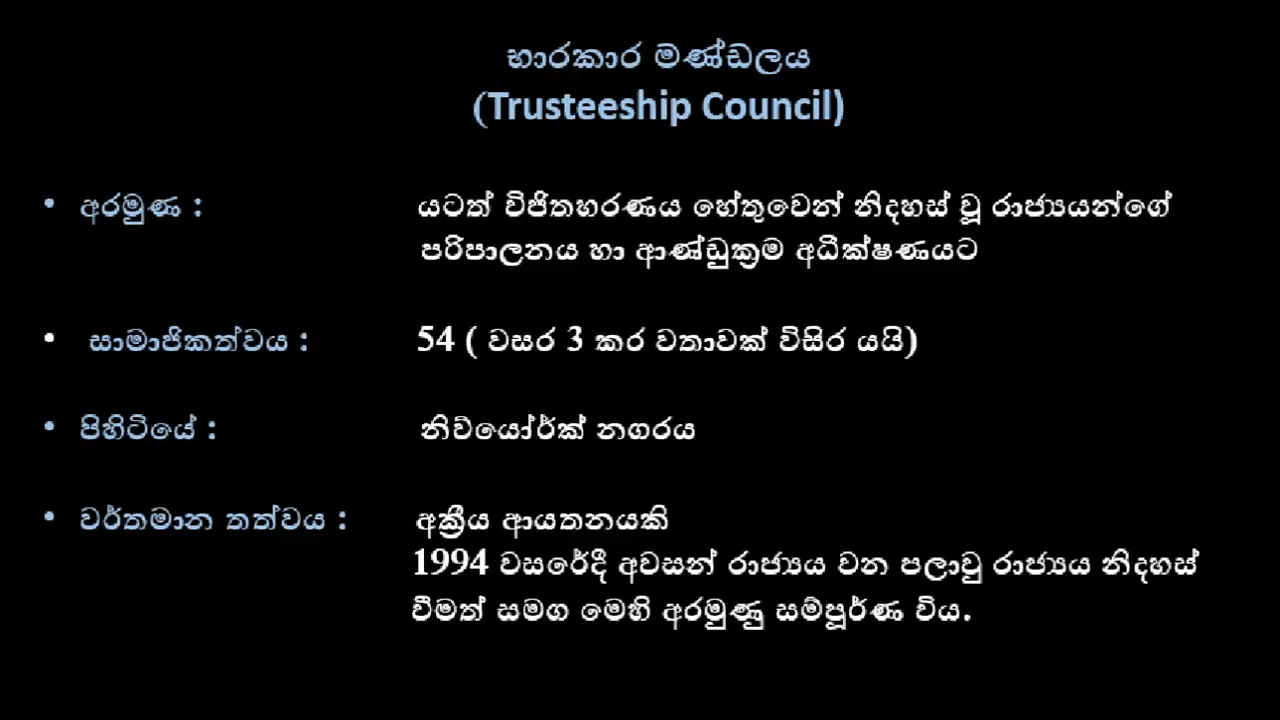 භාරකාර මණ්ඩලය
(Trusteeship Council)
• අරමුණ : යටත් විජිතහරණය හේතුවෙන් නිදහස් වූ රාජ්‍යයන්ගේ
පරිපාලනය හා ආණ්ඩුක්‍රම අධීක්ෂණයට
• සාමාජිකත්වය : 54 ( වසර 3 කර වතාවක් විසිර යයි)
• පිහිටියේ : නිව්යෝර්ක් නගරය
• වර්තමාන තත්වය : අක්‍රීය ආයතනයකි
1994 වසරේදී අවසන් රාජ්‍යය වන පලාවු රාජ්‍යය නිදහස්
වීමත් සමග මෙහි අරමුණු සම්පූර්ණ විය.